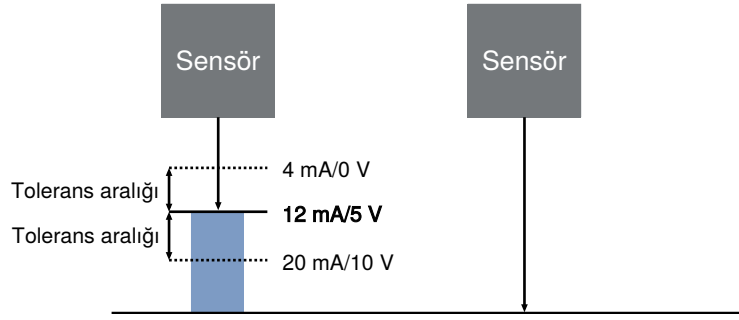 Sensör
Sensör
4 mA/0 V
Tolerans aralığı
12 mA/5 V
Tolerans aralığı
20 mA/10 V